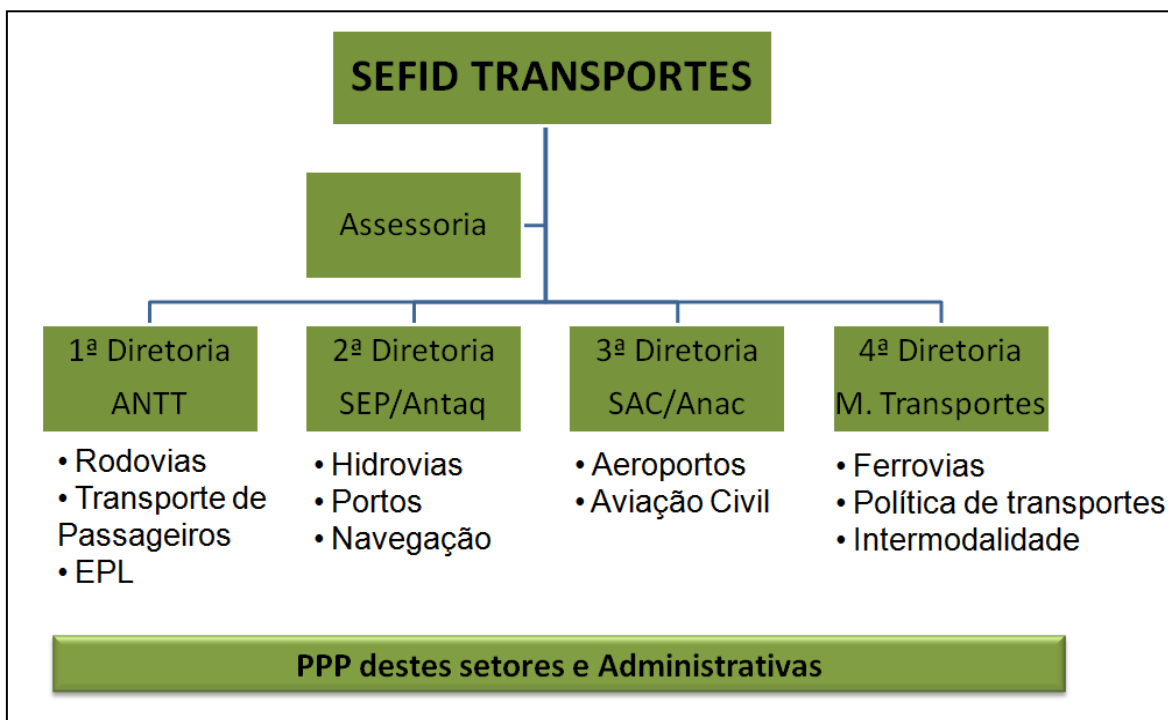 SEFID TRANSPORTES
Assessoria
1ª Diretoria
ANTT
• Rodovias
• Transporte de
Passageiros
• EPL
2ª Diretoria
SEP/Antaq
• Hidrovias
• Portos
• Navegação
3ª Diretoria
SAC/Anac
• Aeroportos
• Aviação Civil
4ª Diretoria
M. Transportes
• Ferrovias
• Política de transportes
• Intermodalidade
PPP destes setores e Administrativas